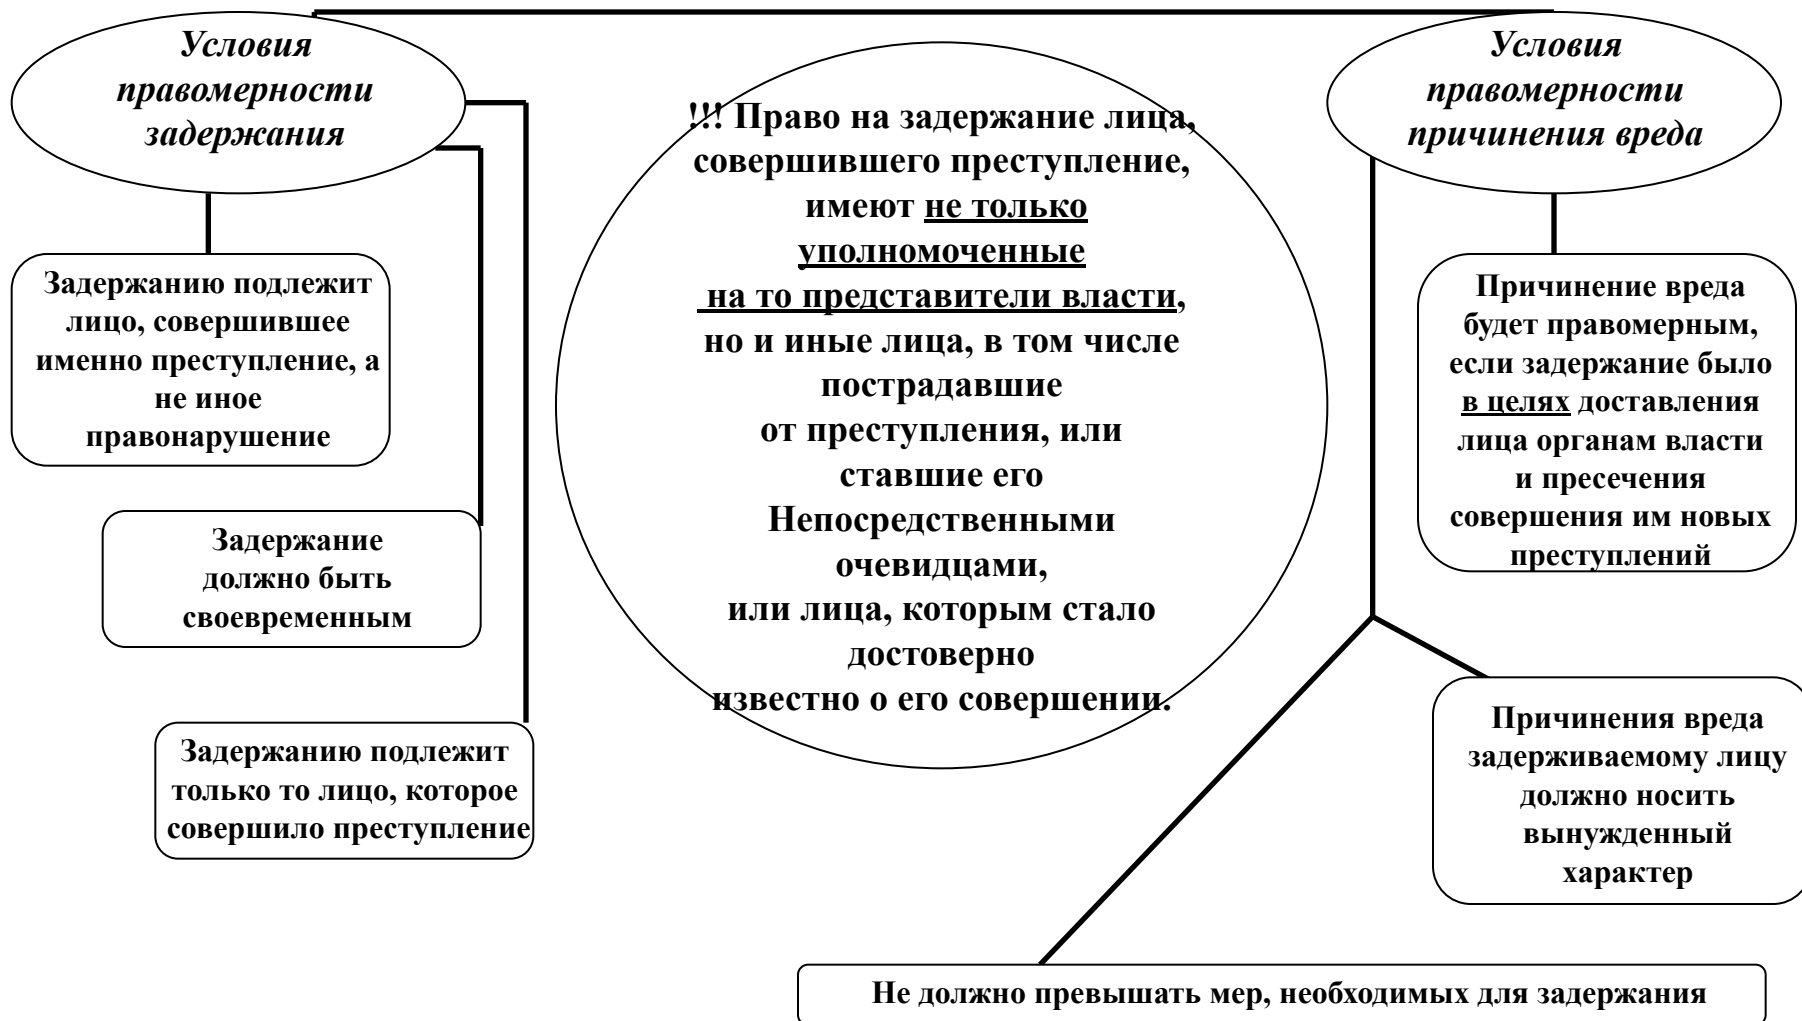 Условия
правомерности
задержания
!!! Право на задержание лица,
совершившего преступление,
имеют не только
уполномоченные
на то представители власти,
но и иные лица, в том числе
пострадавшие
от преступления, или
ставшие его
Непосредственными
очевидцами,
или лица, которым стало
достоверно
известно о его совершении.
Условия
правомерности
причинения вреда
Задержанию подлежит
лицо, совершившее
именно преступление, а
не иное
правонарушение
Задержание
должно быть
своевременным
Задержанию подлежит
только то лицо, которое
совершило преступление
Причинение вреда
будет правомерным,
если задержание было
в целях доставления
лица органам власти
и пресечения
совершения им новых
преступлений
Причинения вреда
задерживаемому лицу
должно носить
вынужденный
характер
Не должно превышать мер, необходимых для задержания